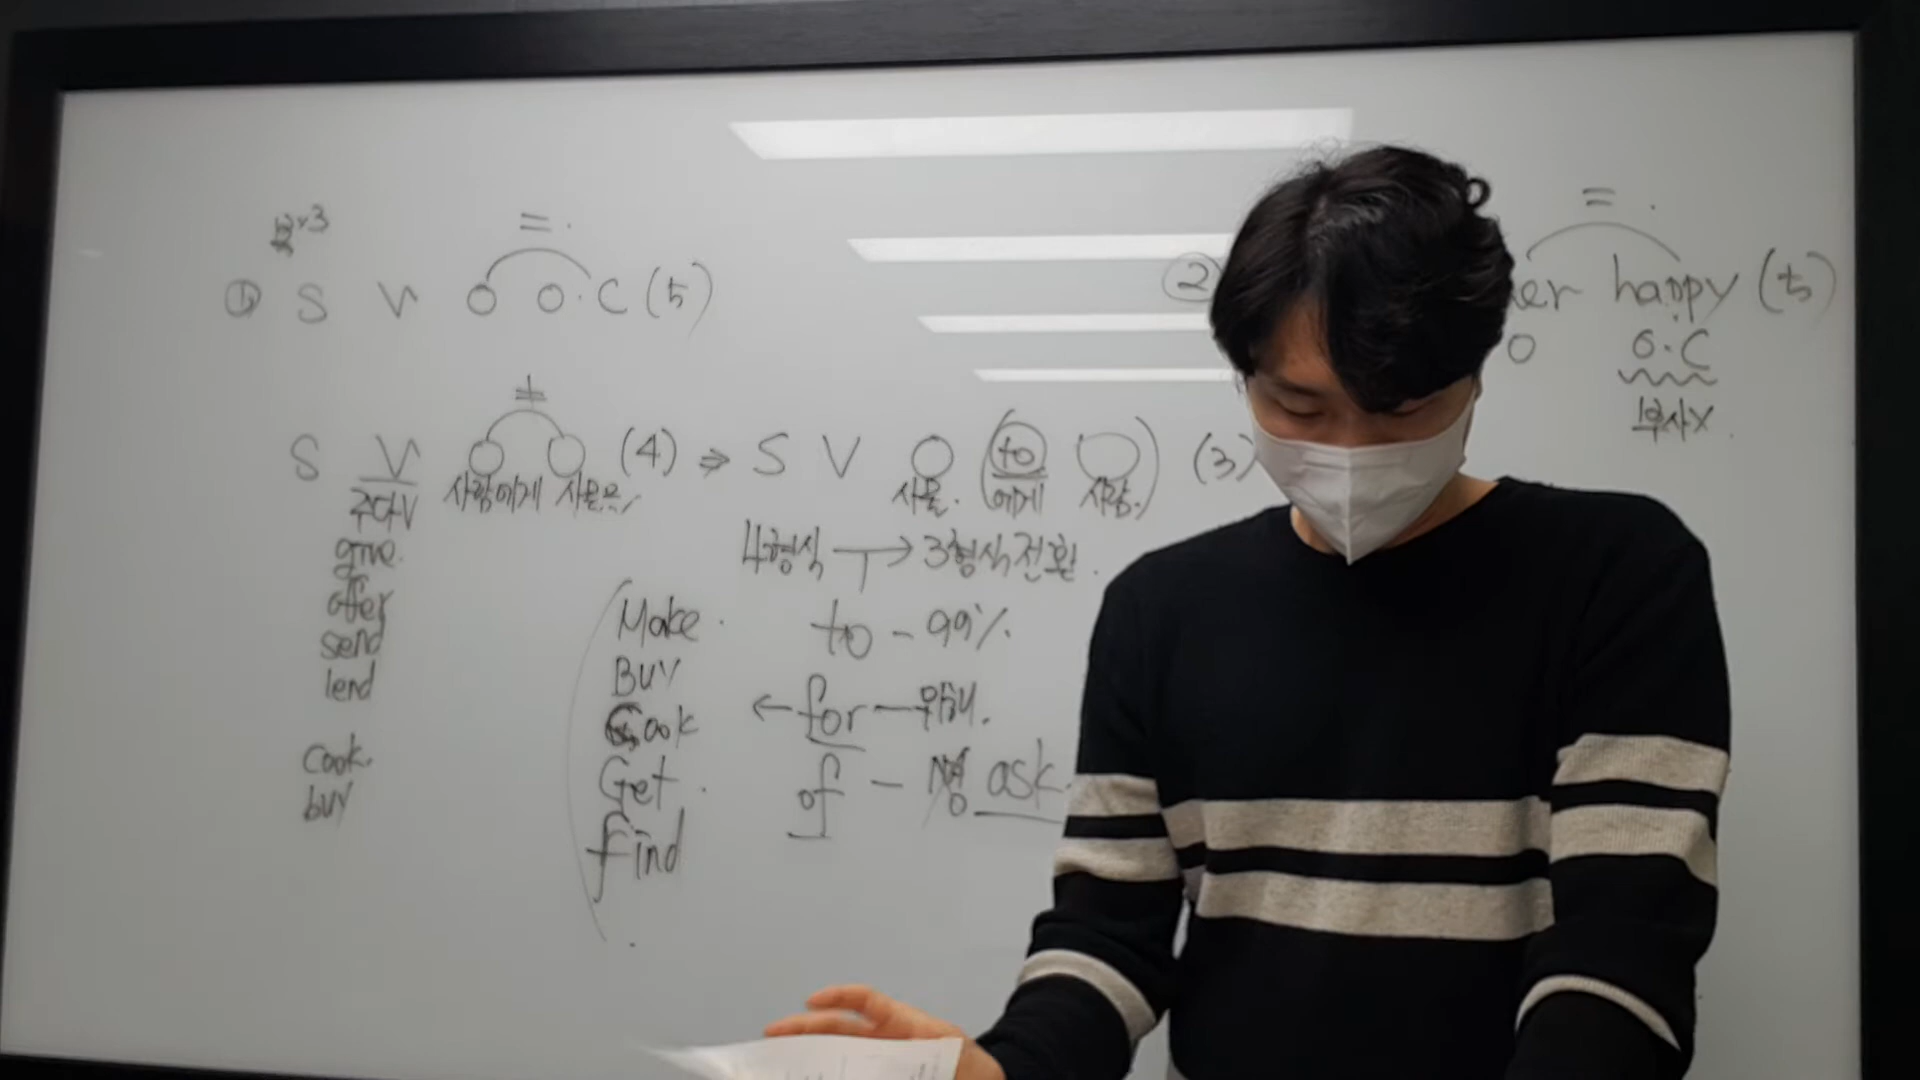 =.
① S V O O.C (5)
≠
S V O O (4) ⇒ S V O (to O) (3)
주다V 사람에게 사물을 사물. 에게 사람.
give.
offer
send
lend
cook.
buy
4형식 → 3형식 전환.
Make.
Buy
Cook
Get.
find
to - 99%.
← for - 위해.
of - ask.
=.
② her happy (5)
O O.C
부사X.